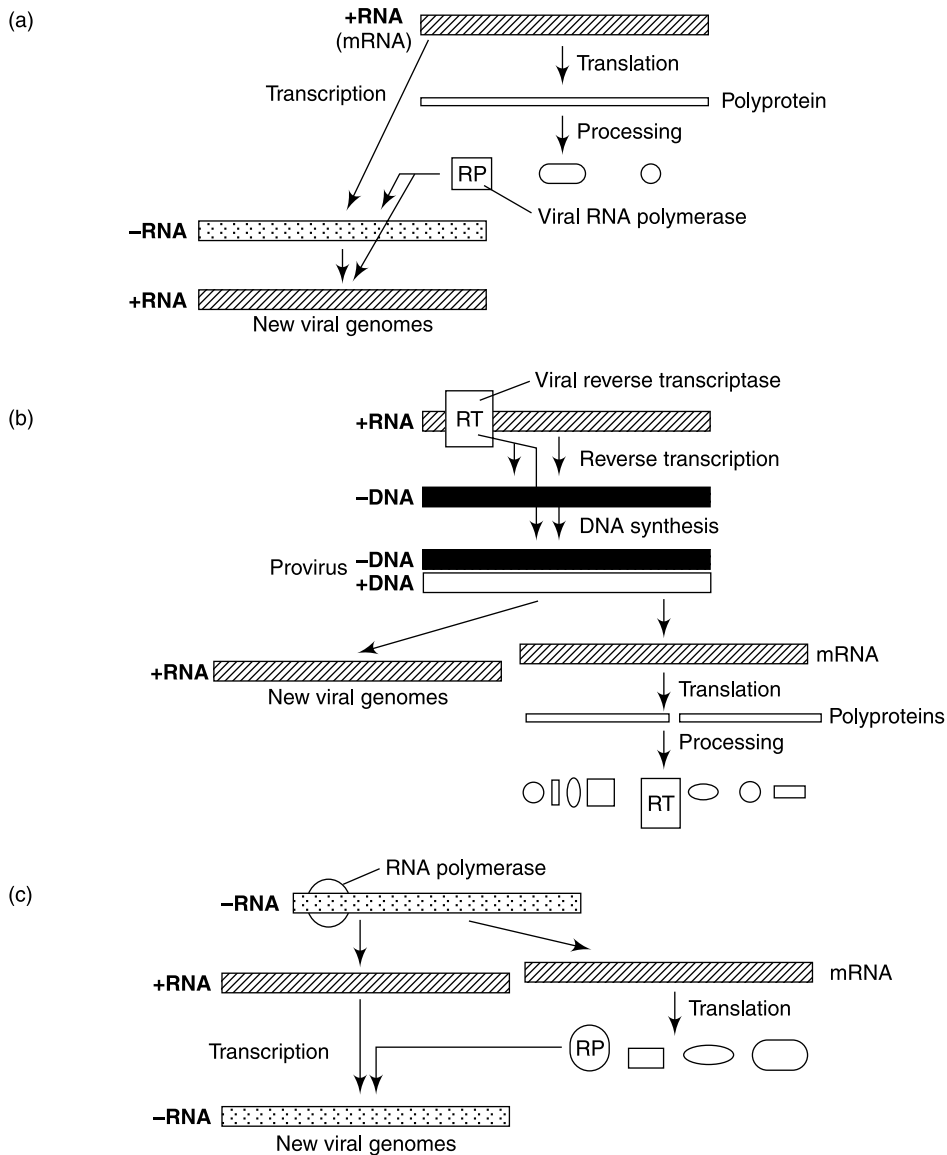 (a)
+RNA
(mRNA)
Translation
Transcription
Polyprotein
Processing
RP
Viral RNA polymerase
–RNA
+RNA
New viral genomes
(b)
Viral reverse transcriptase
+RNA
RT
Reverse transcription
–DNA
DNA synthesis
Provirus
–DNA
+DNA
+RNA
New viral genomes
mRNA
Translation
Polyproteins
Processing
RT
(c)
RNA polymerase
–RNA
+RNA
mRNA
Translation
Transcription
RP
–RNA
New viral genomes